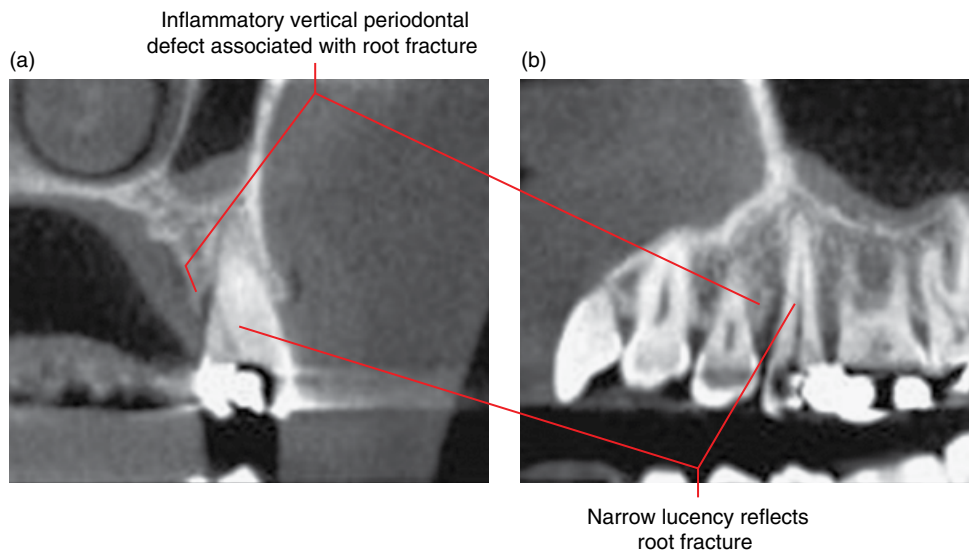 Inflammatory vertical periodontal
defect associated with root fracture
(a)
(b)
Narrow lucency reflects
root fracture